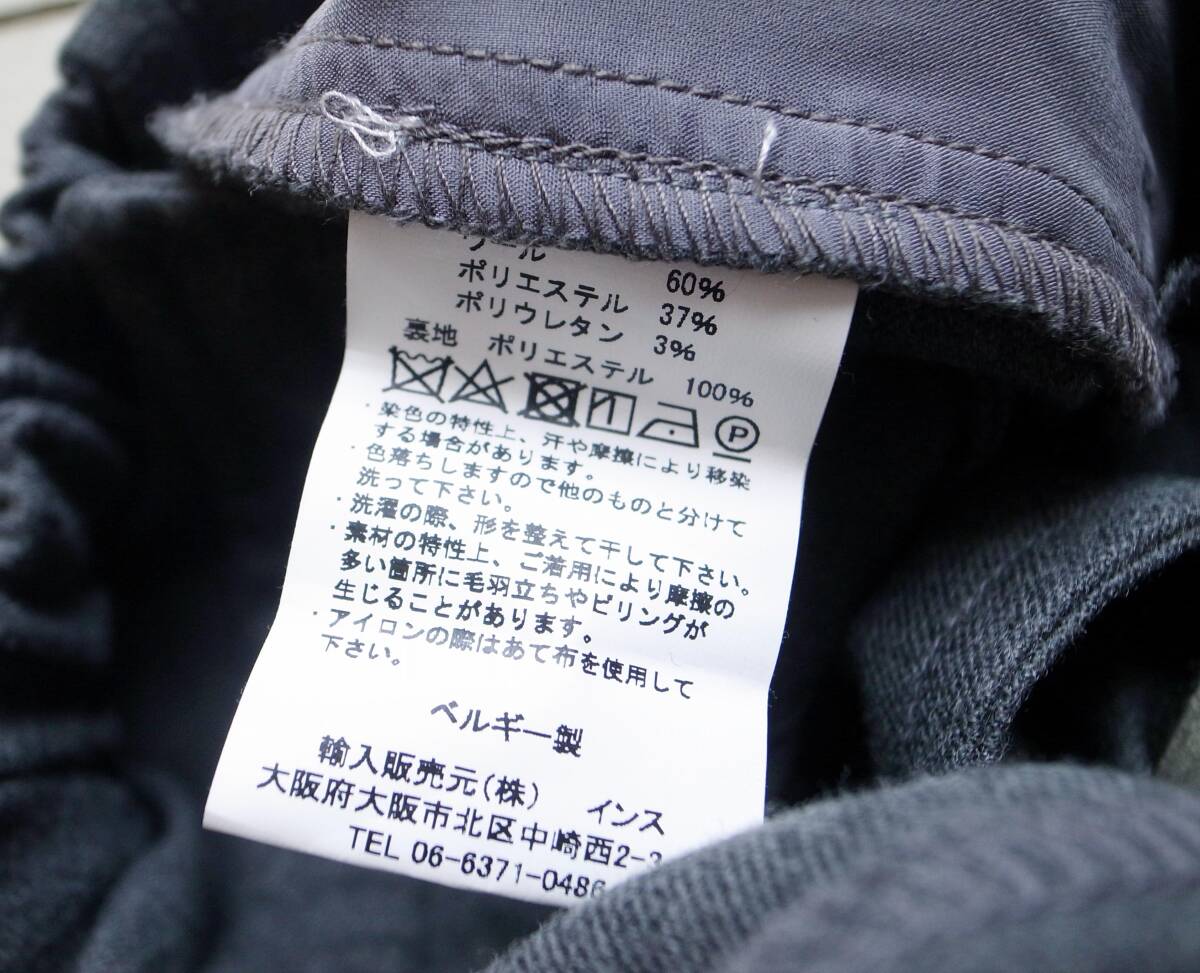 ウール 60%
ポリエステル 37%
ポリウレタン 3%
裏地 ポリエステル 100%
P
・染色の特性上、汗や摩擦により移染
する場合があります。
・色落ちしますので他のものと分けて
洗って下さい。
・洗濯の際、形を整えて干して下さい。
・素材の特性上、ご着用により摩擦の
多い箇所に毛羽立ちやピリングが
生じることがあります。
・アイロンの際はあて布を使用して
下さい。
ベルギー製
輸入販売元(株) インス
大阪府大阪市北区中崎西2-3
TEL 06-6371-0486